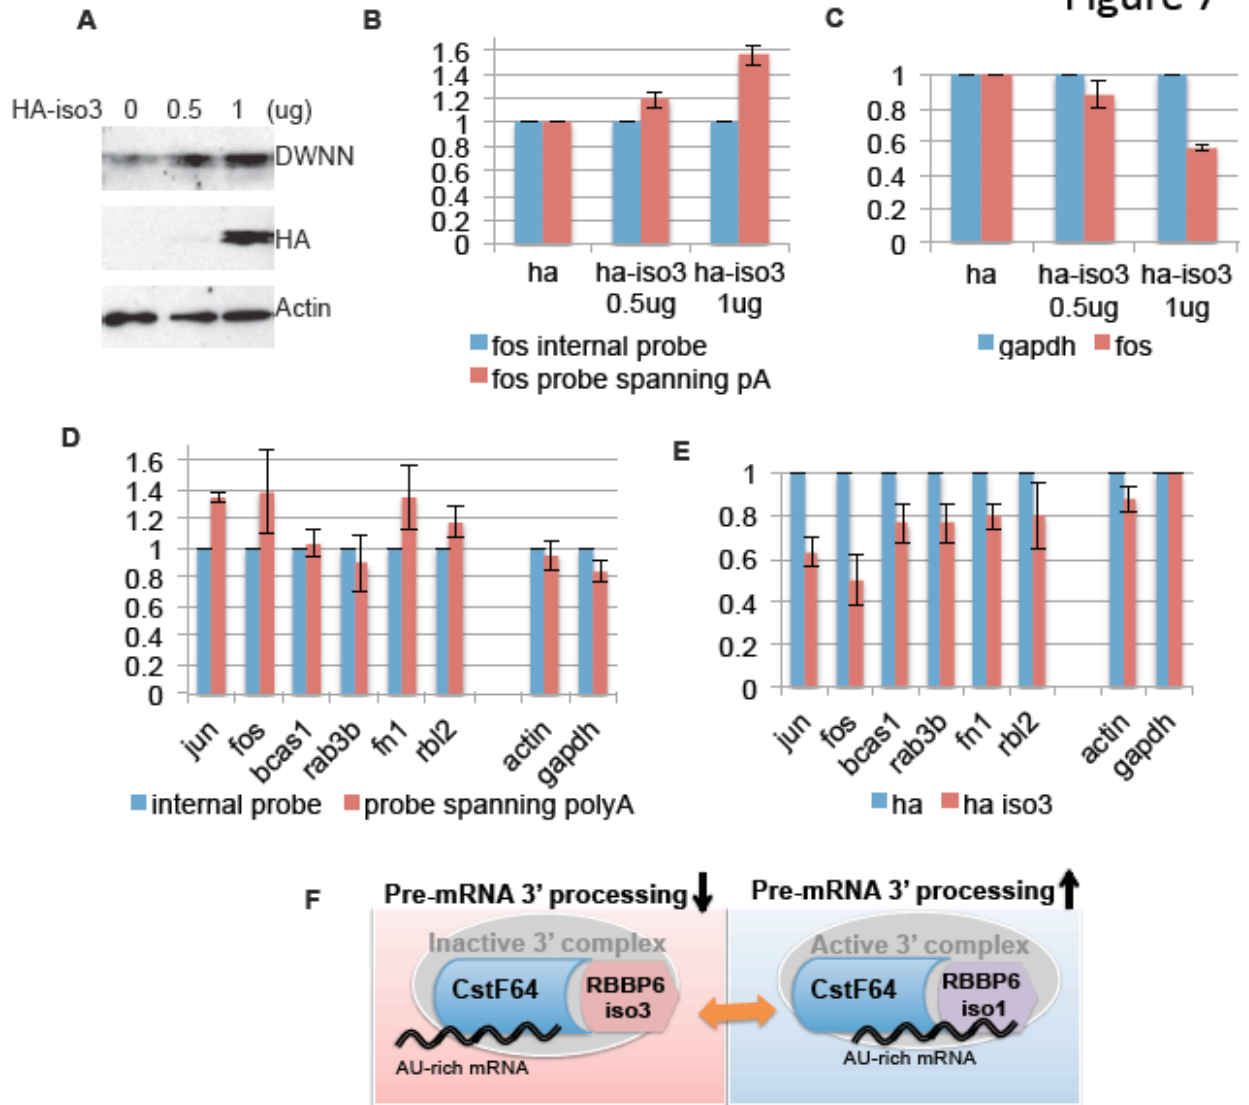 Figure 7
A
HA-iso3 0 0.5 1 (ug)
DWNN
HA
Actin
B
1.6
1.4
1.2
1
0.8
0.6
0.4
0.2
0
ha ha-iso3 ha-iso3
0.5ug 1ug
fos internal probe
fos probe spanning pA
C
1
0.8
0.6
0.4
0.2
0
ha ha-iso3 ha-iso3
0.5ug 1ug
gapdh fos
D
1.6
1.4
1.2
1
0.8
0.6
0.4
0.2
0
jun fos bcas1 rab3b fn1 rbl2 actin gapdh
internal probe probe spanning polyA
E
1
0.8
0.6
0.4
0.2
0
jun fos bcas1 rab3b fn1 rbl2 actin gapdh
ha ha iso3
F
Pre-mRNA 3' processing
Inactive 3' complex
CstF64
RBBP6
iso3
AU-rich mRNA
Pre-mRNA 3' processing
Active 3' complex
CstF64
RBBP6
iso1
AU-rich mRNA